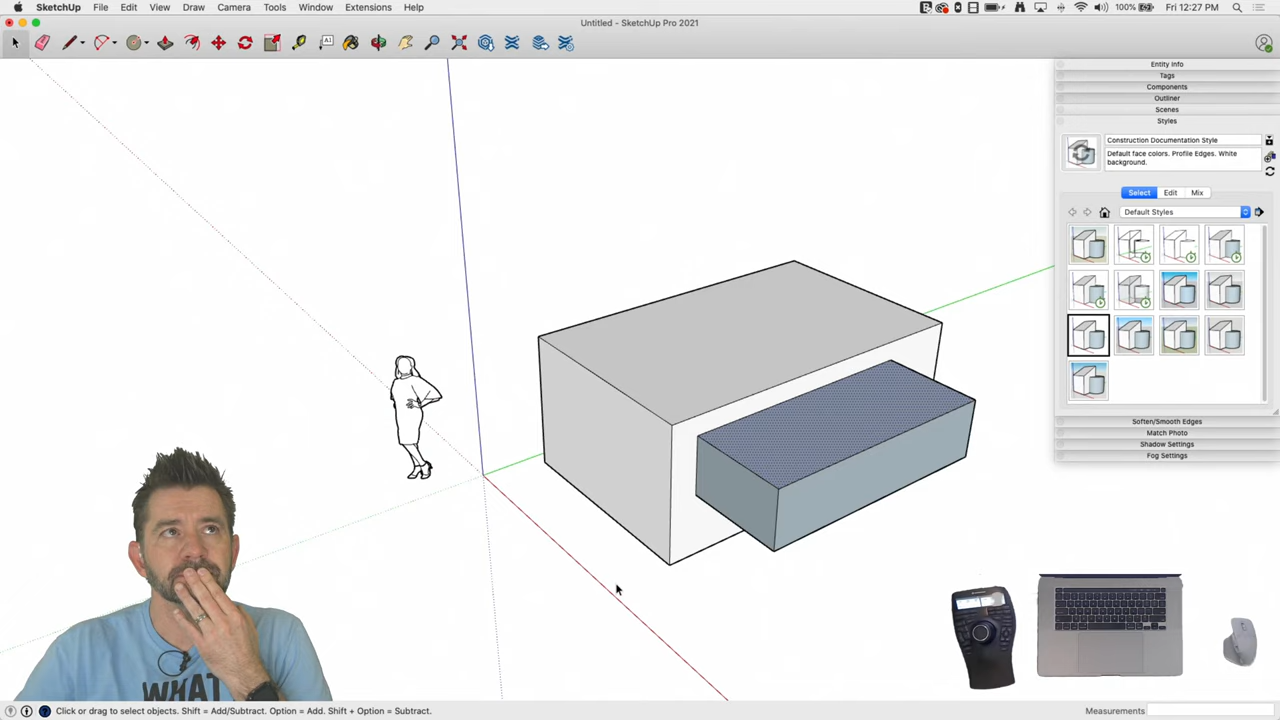 SketchUp File Edit View Draw Camera Tools Window Extensions Help
100% Fri 12:27 PM
Untitled - SketchUp Pro 2021
Entity Info
Tags
Components
Outliner
Scenes
Styles
Construction Documentation Style
Default face colors. Profile Edges. White
background.
Select Edit Mix
Default Styles
Soften/Smooth Edges
Match Photo
Shadow Settings
Fog Settings
WHAT
Click or drag to select objects. Shift = Add/Subtract. Option = Add. Shift + Option = Subtract.
Measurements